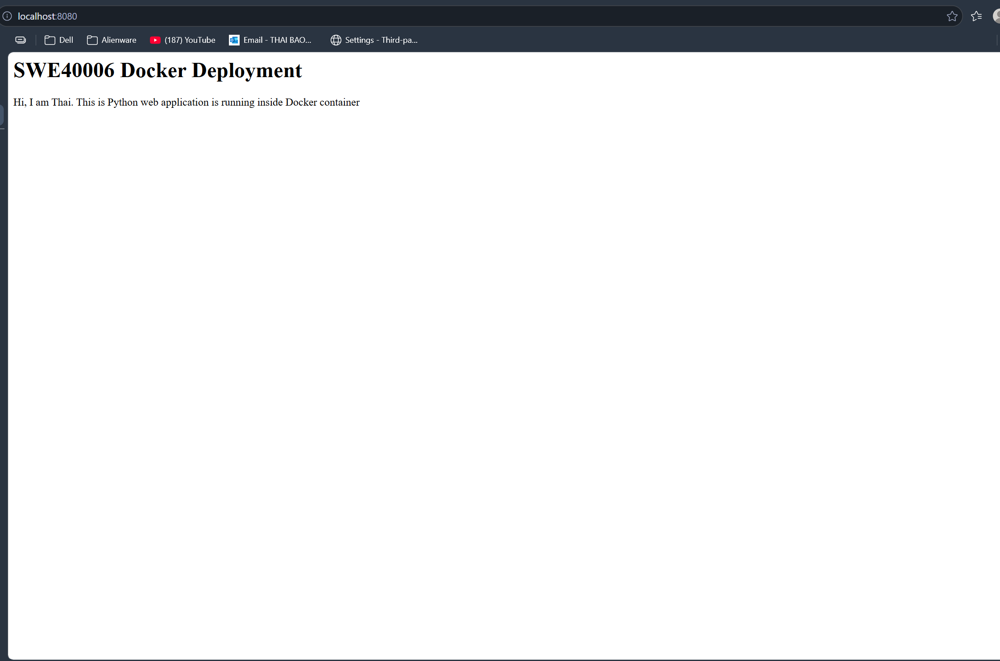 localhost:8080
Dell Alienware (187) YouTube Email - THAI BAO... Settings - Third-pa...
SWE40006 Docker Deployment
Hi, I am Thai. This is Python web application is running inside Docker container